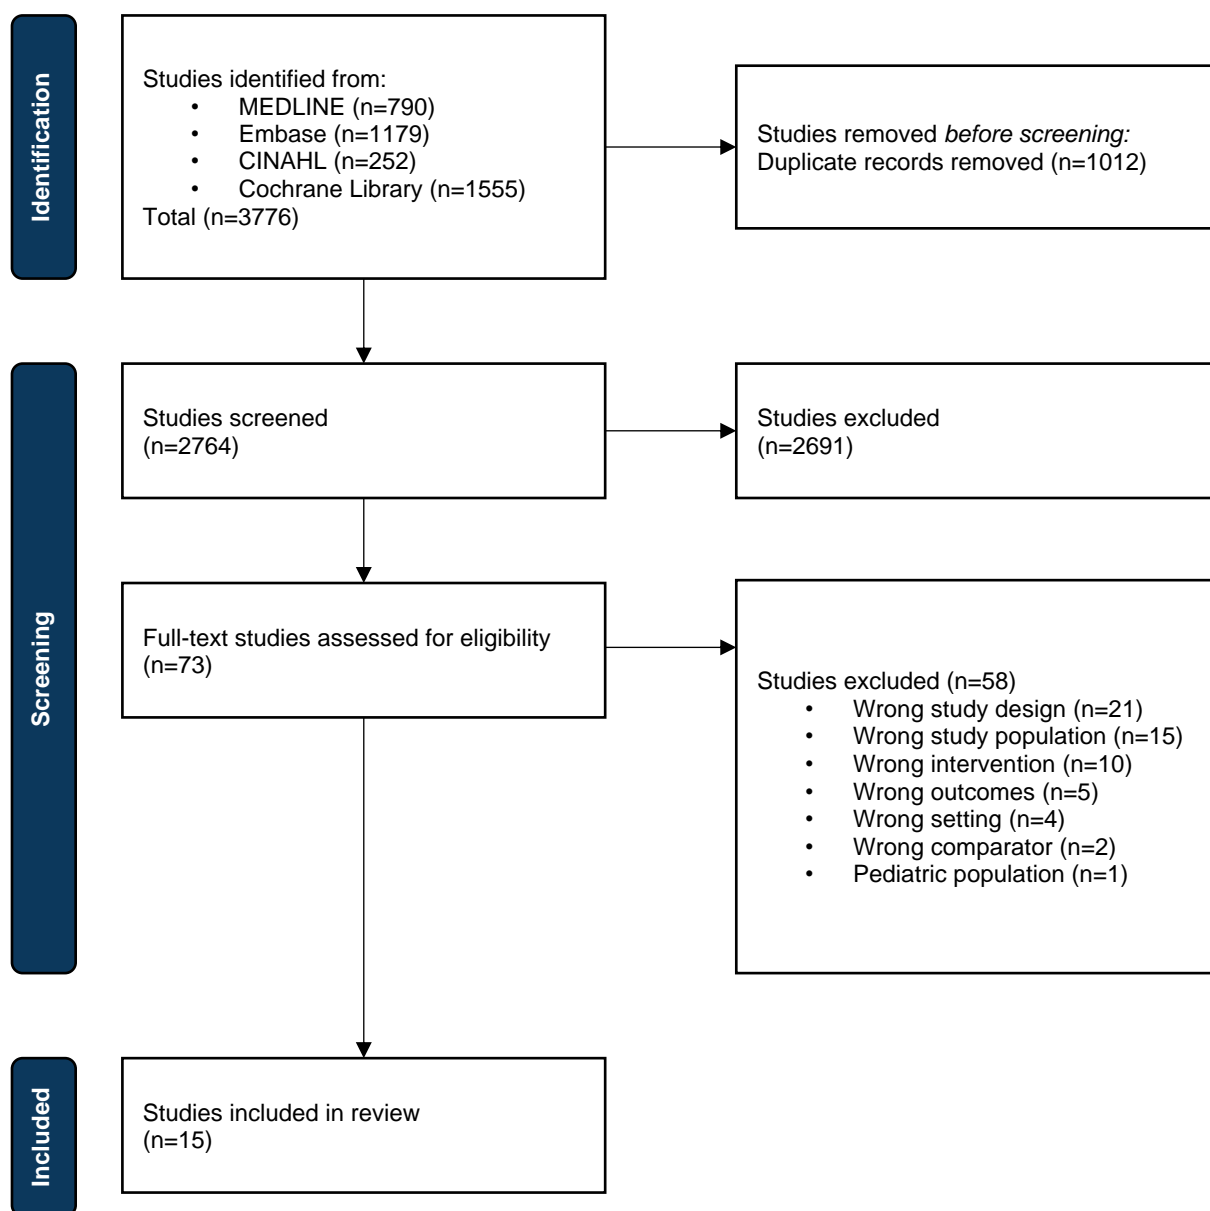 Identification
Studies identified from:
• MEDLINE (n=790)
• Embase (n=1179)
• CINAHL (n=252)
• Cochrane Library (n=1555)
Total (n=3776)
Studies removed before screening:
Duplicate records removed (n=1012)
Screening
Studies screened
(n=2764)
Studies excluded
(n=2691)
Full-text studies assessed for eligibility
(n=73)
Studies excluded (n=58)
• Wrong study design (n=21)
• Wrong study population (n=15)
• Wrong intervention (n=10)
• Wrong outcomes (n=5)
• Wrong setting (n=4)
• Wrong comparator (n=2)
• Pediatric population (n=1)
Included
Studies included in review
(n=15)